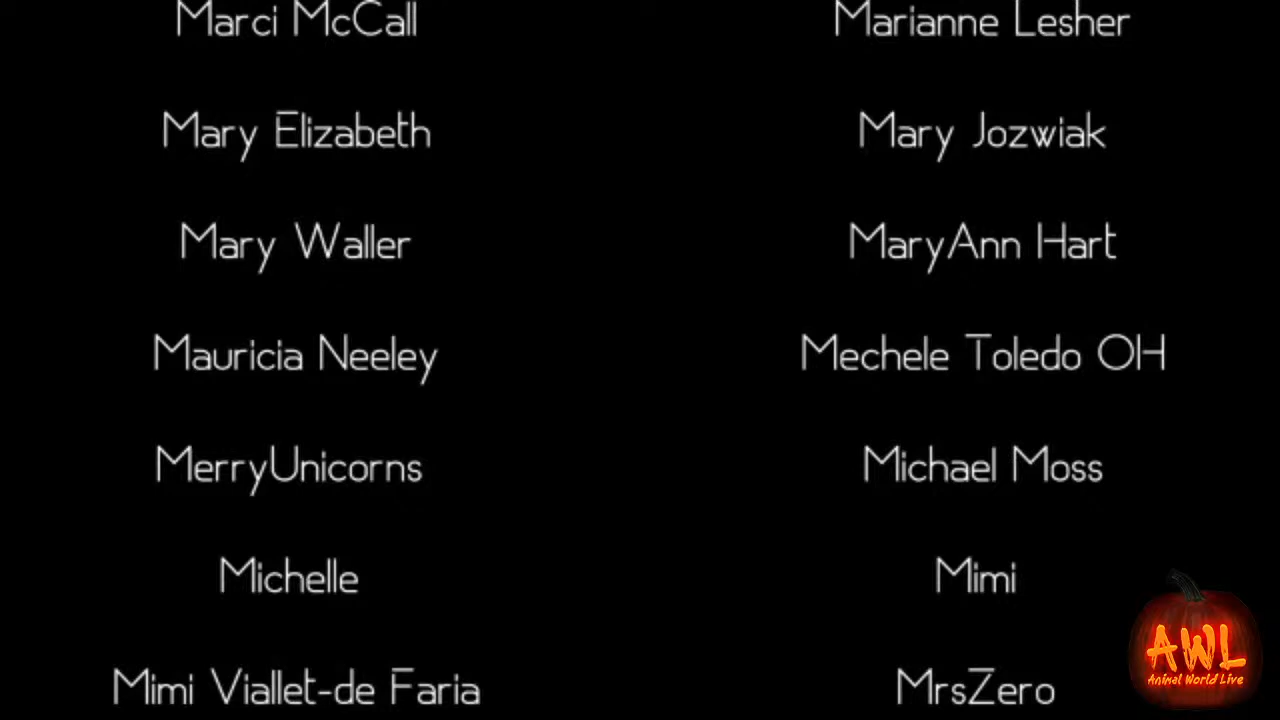 Marci McCall
Marianne Lesher
Mary Elizabeth
Mary Jozwiak
Mary Waller
MaryAnn Hart
Mauricia Neeley
Mechele Toledo OH
MerryUnicorns
Michael Moss
Michelle
Mimi
Mimi Viallet-de Faria
MrsZero
AWL
Animal World Live